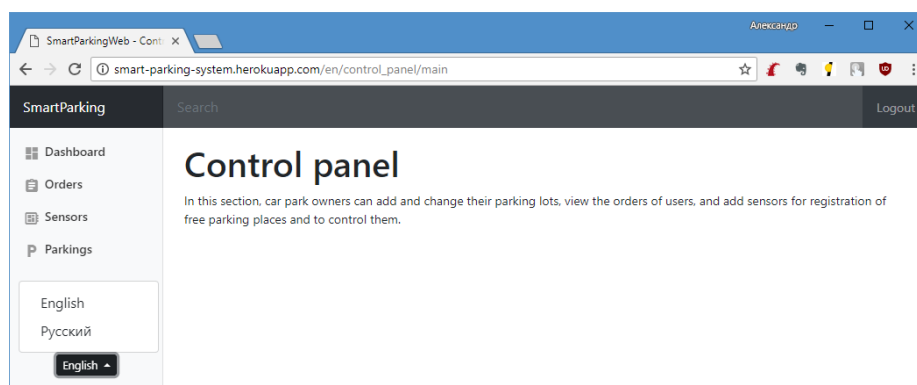 Александр
SmartParkingWeb - Cont
smart-parking-system.herokuapp.com/en/control_panel/main
SmartParking
Search
Logout
Dashboard
Orders
Sensors
Parkings
English
Русский
English
Control panel
In this section, car park owners can add and change their parking lots, view the orders of users, and add sensors for registration of
free parking places and to control them.